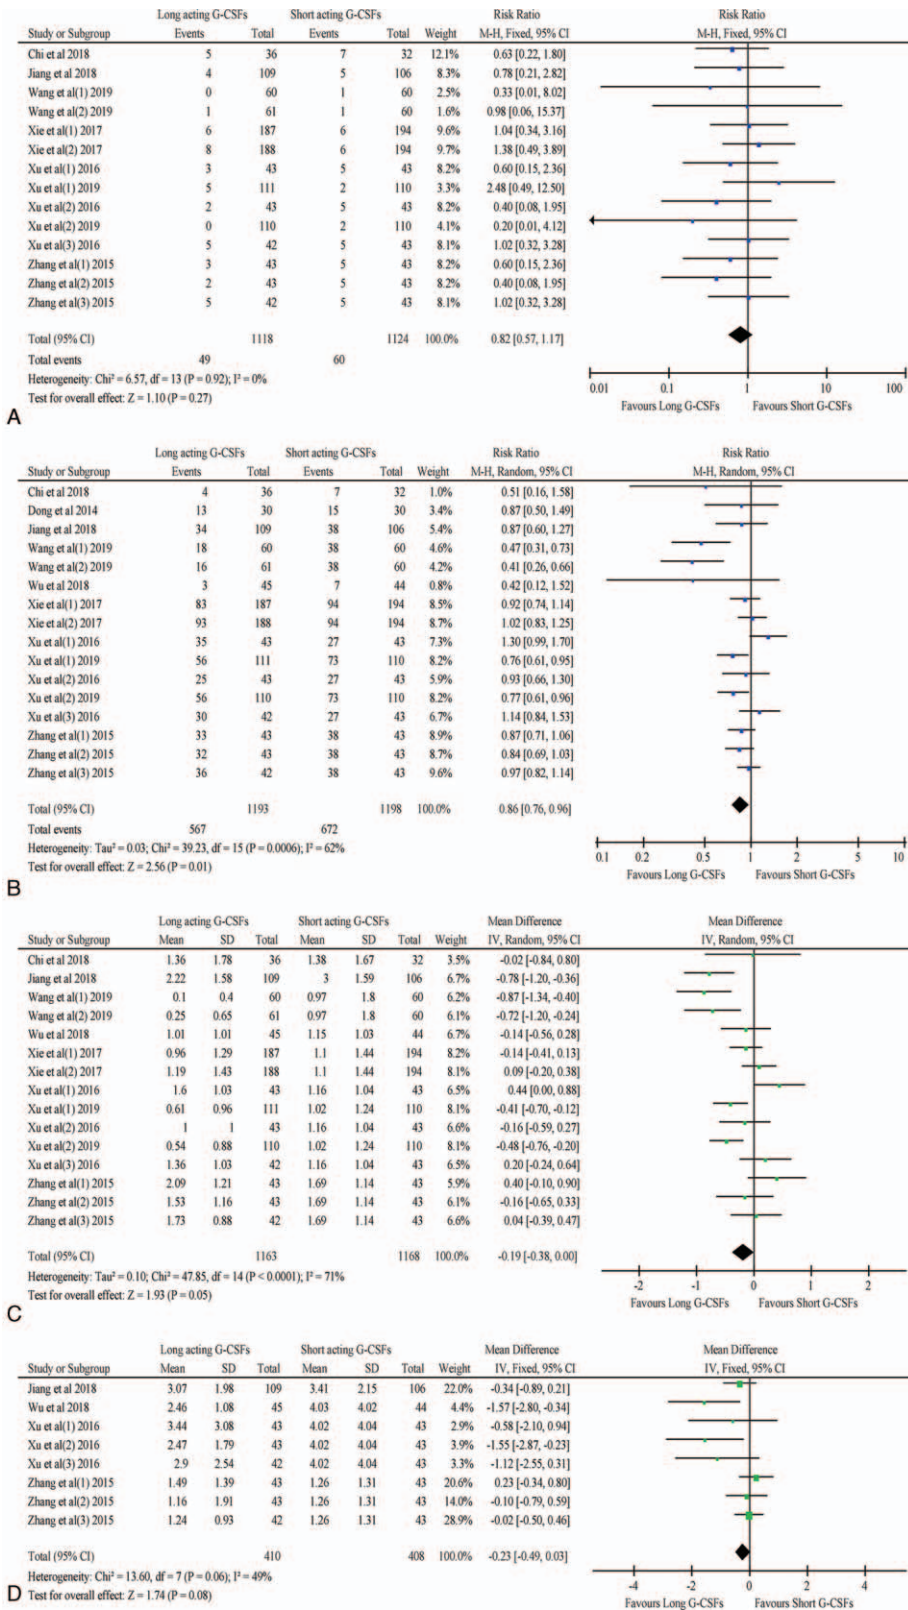 Long acting G-CSFs Short acting G-CSFs Risk Ratio Risk Ratio
Study or Subgroup Events Total Events Total Weight M-H, Fixed, 95% CI M-H, Fixed, 95% CI
Chi et al 2018 5 36 7 32 12.1% 0.63 [0.22, 1.80]
Jiang et al 2018 4 109 5 106 8.3% 0.78 [0.21, 2.82]
Wang et al(1) 2019 0 60 1 60 2.5% 0.33 [0.01, 8.02]
Wang et al(2) 2019 1 61 1 60 1.6% 0.98 [0.06, 15.37]
Xie et al(1) 2017 6 187 6 194 9.6% 1.04 [0.34, 3.16]
Xie et al(2) 2017 8 188 6 194 9.7% 1.38 [0.49, 3.89]
Xu et al(1) 2016 3 43 5 43 8.2% 0.60 [0.15, 2.36]
Xu et al(1) 2019 5 111 2 110 3.3% 2.48 [0.49, 12.50]
Xu et al(2) 2016 2 43 5 43 8.2% 0.40 [0.08, 1.95]
Xu et al(2) 2019 0 110 2 110 4.1% 0.20 [0.01, 4.12]
Xu et al(3) 2016 5 42 5 43 8.1% 1.02 [0.32, 3.28]
Zhang et al(1) 2015 3 43 5 43 8.2% 0.60 [0.15, 2.36]
Zhang et al(2) 2015 2 43 5 43 8.2% 0.40 [0.08, 1.95]
Zhang et al(3) 2015 5 42 5 43 8.1% 1.02 [0.32, 3.28]
Total (95% CI) 1118 1124 100.0% 0.82 [0.57, 1.17]
Total events 49 60
Heterogeneity: Chi² = 6.57, df = 13 (P = 0.92); I² = 0%
Test for overall effect: Z = 1.10 (P = 0.27)
0.01 0.1 1 10 100
Favours Long G-CSFs Favours Short G-CSFs
A
Long acting G-CSFs Short acting G-CSFs Risk Ratio Risk Ratio
Study or Subgroup Events Total Events Total Weight M-H, Random, 95% CI M-H, Random, 95% CI
Chi et al 2018 4 36 7 32 1.0% 0.51 [0.16, 1.58]
Dong et al 2014 13 30 15 30 3.4% 0.87 [0.50, 1.49]
Jiang et al 2018 34 109 38 106 5.4% 0.87 [0.60, 1.27]
Wang et al(1) 2019 18 60 38 60 4.6% 0.47 [0.31, 0.73]
Wang et al(2) 2019 16 61 38 60 4.2% 0.41 [0.26, 0.66]
Wu et al 2018 3 45 7 44 0.8% 0.42 [0.12, 1.52]
Xie et al(1) 2017 83 187 94 194 8.5% 0.92 [0.74, 1.14]
Xie et al(2) 2017 93 188 94 194 8.9% 1.02 [0.83, 1.25]
Xu et al(1) 2016 35 43 27 43 7.3% 1.30 [0.99, 1.70]
Xu et al(1) 2019 56 111 73 110 8.2% 0.76 [0.61, 0.95]
Xu et al(2) 2016 25 43 27 43 5.9% 0.93 [0.66, 1.30]
Xu et al(2) 2019 56 110 73 110 8.2% 0.77 [0.61, 0.96]
Xu et al(3) 2016 30 42 27 43 6.7% 1.14 [0.84, 1.53]
Zhang et al(1) 2015 33 43 38 43 8.9% 0.87 [0.71, 1.06]
Zhang et al(2) 2015 32 43 38 43 8.7% 0.84 [0.69, 1.03]
Zhang et al(3) 2015 36 42 38 43 9.6% 0.97 [0.82, 1.14]
Total (95% CI) 1193 1198 100.0% 0.86 [0.76, 0.96]
Total events 567 672
Heterogeneity: Tau² = 0.03; Chi² = 39.23, df = 15 (P = 0.0006); I² = 62%
Test for overall effect: Z = 2.56 (P = 0.01)
0.1 0.2 0.5 1 2 5 10
Favours Long G-CSFs Favours Short G-CSFs
B
Long acting G-CSFs Short acting G-CSFs Mean Difference Mean Difference
Study or Subgroup Mean SD Total Mean SD Total Weight IV, Random, 95% CI IV, Random, 95% CI
Chi et al 2018 1.36 1.78 36 1.38 1.67 32 3.5% -0.02 [-0.84, 0.80]
Jiang et al 2018 2.22 1.58 109 3 1.59 106 6.7% -0.78 [-1.20, -0.36]
Wang et al(1) 2019 0.1 0.4 60 0.97 1.8 60 6.2% -0.87 [-1.34, -0.40]
Wang et al(2) 2019 0.25 0.65 61 0.97 1.8 60 6.1% -0.72 [-1.20, -0.24]
Wu et al 2018 1.01 1.01 45 1.15 1.03 44 6.7% -0.14 [-0.56, 0.28]
Xie et al(1) 2017 0.96 1.29 187 1.1 1.44 194 8.2% -0.14 [-0.41, 0.13]
Xie et al(2) 2017 1.19 1.43 188 1.1 1.44 194 8.1% 0.09 [-0.20, 0.38]
Xu et al(1) 2016 1.6 1.03 43 1.16 1.04 43 6.5% 0.44 [0.00, 0.88]
Xu et al(1) 2019 0.61 0.96 111 1.02 1.24 110 8.1% -0.41 [-0.70, -0.12]
Xu et al(2) 2016 1 1 43 1.16 1.04 43 6.6% -0.16 [-0.59, 0.27]
Xu et al(2) 2019 0.54 0.88 110 1.02 1.24 110 8.2% -0.48 [-0.76, -0.20]
Xu et al(3) 2016 1.36 1.03 42 1.16 1.04 43 6.5% 0.20 [-0.24, 0.64]
Zhang et al(1) 2015 2.09 1.21 43 1.69 1.14 43 5.9% 0.40 [-0.10, 0.90]
Zhang et al(2) 2015 1.53 1.16 43 1.69 1.14 43 6.1% -0.16 [-0.65, 0.33]
Zhang et al(3) 2015 1.73 0.88 42 1.69 1.14 43 6.6% 0.04 [-0.39, 0.47]
Total (95% CI) 1163 1168 100.0% -0.19 [-0.38, 0.00]
Heterogeneity: Tau² = 0.10; Chi² = 47.85, df = 14 (P < 0.0001); I² = 71%
Test for overall effect: Z = 1.93 (P = 0.05)
-2 -1 0 1 2
Favours Long G-CSFs Favours Short G-CSFs
C
Long acting G-CSFs Short acting G-CSFs Mean Difference Mean Difference
Study or Subgroup Mean SD Total Mean SD Total Weight IV, Fixed, 95% CI IV, Fixed, 95% CI
Jiang et al 2018 3.07 1.98 109 3.41 2.15 106 22.0% -0.34 [-0.89, 0.21]
Wu et al 2018 2.46 1.08 45 4.03 4.02 44 4.4% -1.57 [-2.80, -0.34]
Xu et al(1) 2016 3.44 3.08 43 4.02 4.04 43 2.9% -0.58 [-2.10, 0.94]
Xu et al(2) 2016 2.47 1.79 43 4.02 4.04 43 3.9% -1.55 [-2.87, -0.23]
Xu et al(3) 2016 2.9 2.54 42 4.02 4.04 43 3.3% -1.12 [-2.55, 0.31]
Zhang et al(1) 2015 1.49 1.39 43 1.26 1.31 43 20.6% 0.23 [-0.34, 0.80]
Zhang et al(2) 2015 1.16 1.91 43 1.26 1.31 43 14.0% -0.10 [-0.79, 0.59]
Zhang et al(3) 2015 1.24 0.93 42 1.26 1.31 43 28.9% -0.02 [-0.50, 0.46]
Total (95% CI) 410 408 100.0% -0.23 [-0.49, 0.03]
Heterogeneity: Chi² = 13.60, df = 7 (P = 0.06); I² = 49%
Test for overall effect: Z = 1.74 (P = 0.08)
-4 -2 0 2 4
Favours Long G-CSFs Favours Short G-CSFs
D